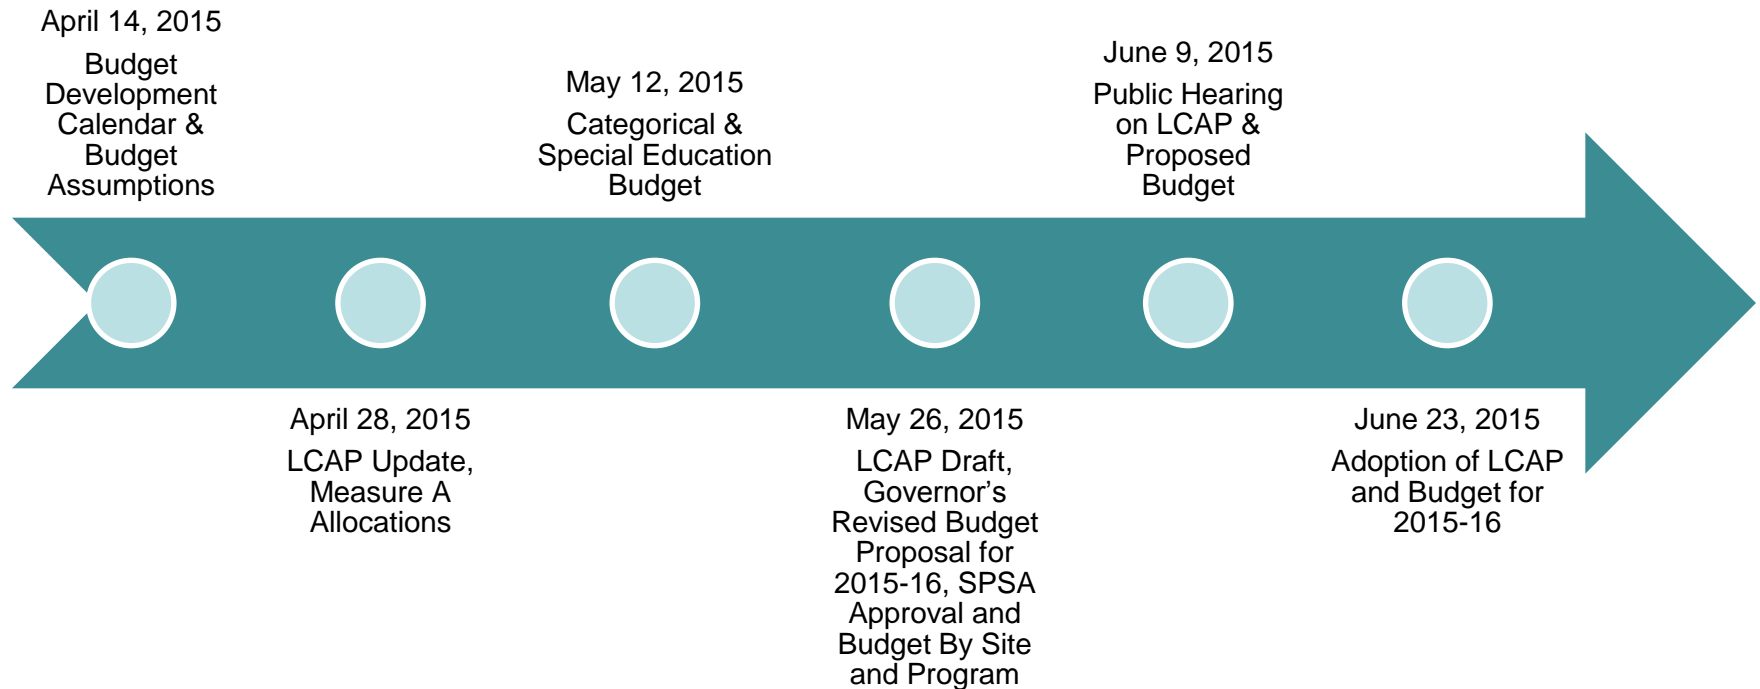 April 14, 2015
Budget
Development
Calendar &
Budget
Assumptions
April 28, 2015
LCAP Update,
Measure A
Allocations
May 12, 2015
Categorical &
Special Education
Budget
May 26, 2015
LCAP Draft,
Governor’s
Revised Budget
Proposal for
2015-16, SPSA
Approval and
Budget By Site
and Program
June 9, 2015
Public Hearing
on LCAP &
Proposed
Budget
June 23, 2015
Adoption of LCAP
and Budget for
2015-16